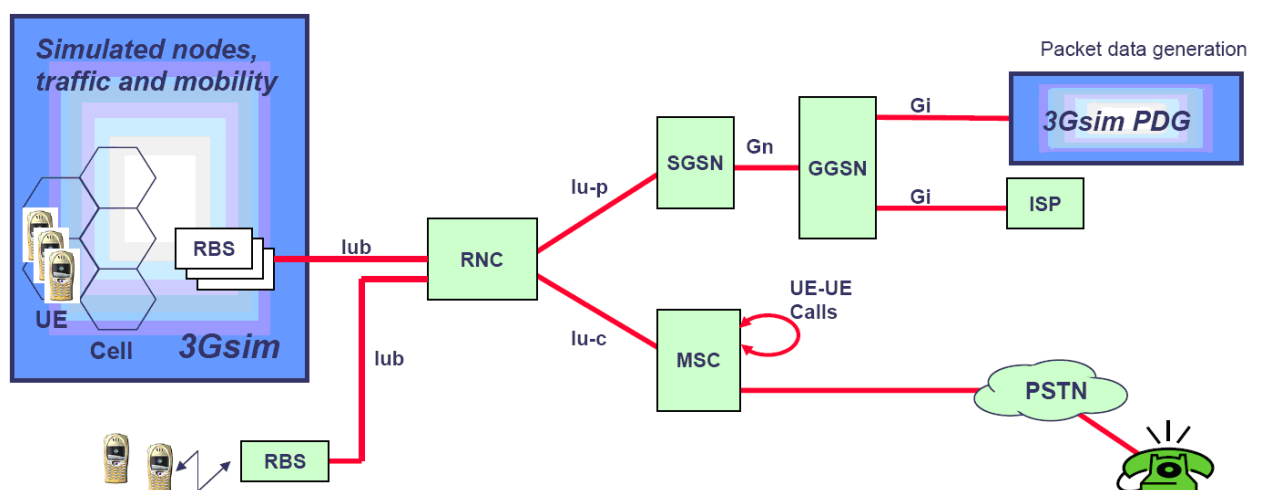 Simulated nodes,
traffic and mobility
Packet data generation
3Gsim PDG
Gi
SGSN
Gn
GGSN
Gi
ISP
Iu-p
RBS
Iub
RNC
UE-UE
Calls
UE
Cell
3Gsim
Iu-c
MSC
Iub
PSTN
RBS